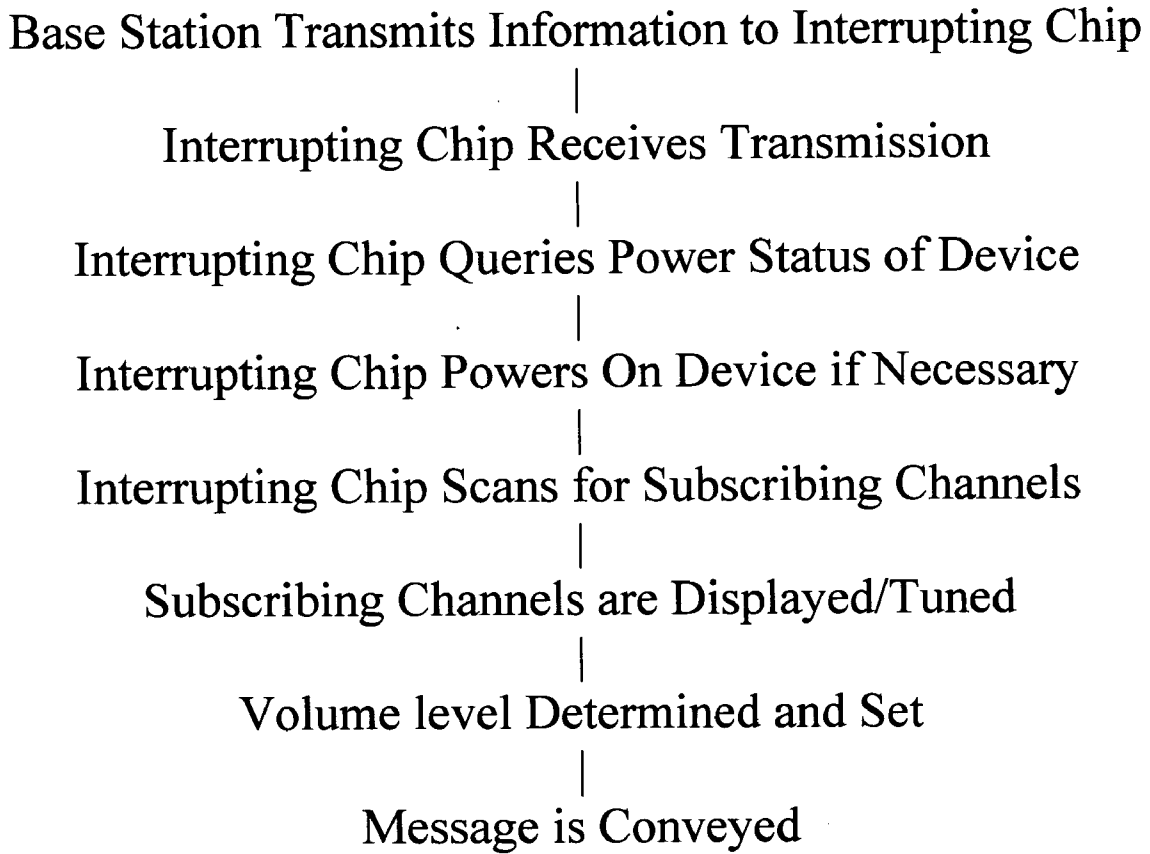 Base Station Transmits Information to Interrupting Chip
Interrupting Chip Receives Transmission
Interrupting Chip Queries Power Status of Device
Interrupting Chip Powers On Device if Necessary
Interrupting Chip Scans for Subscribing Channels
Subscribing Channels are Displayed/Tuned
Volume level Determined and Set
Message is Conveyed